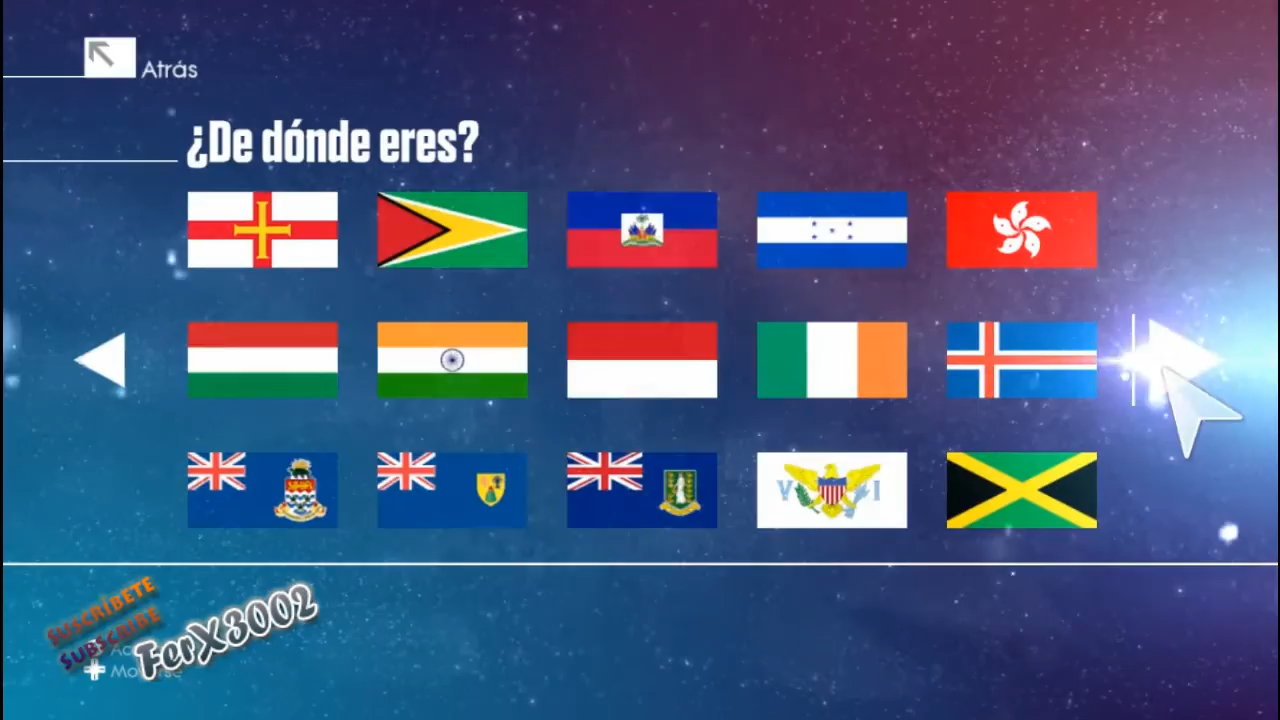 Atrás
¿De dónde eres?
V I
SUSCRÍBETE
SUBSCRIBE
FerX3002